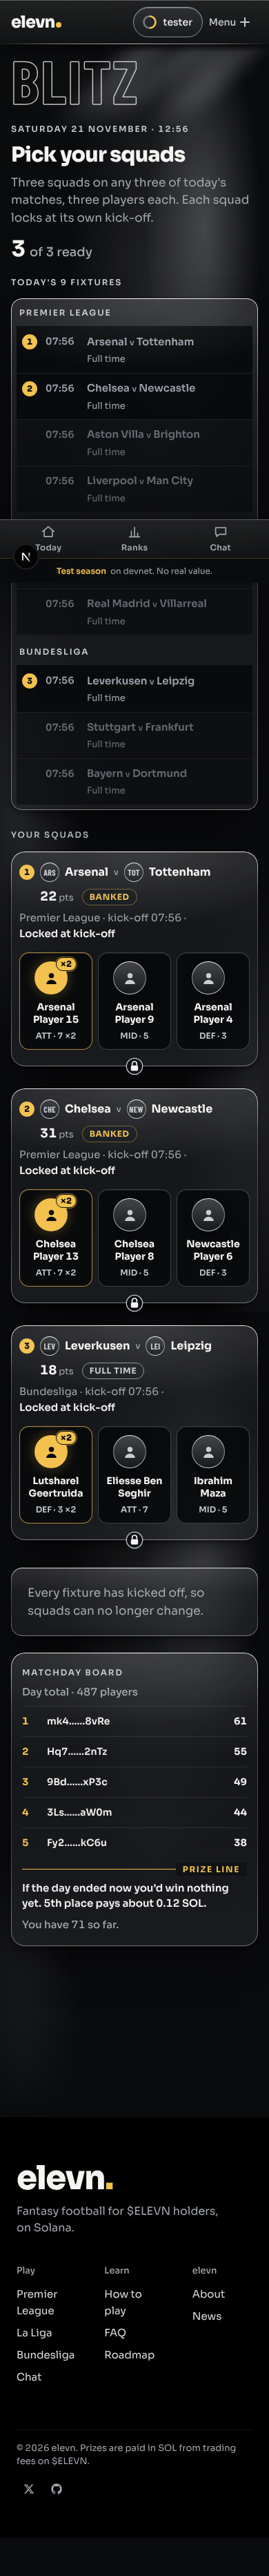 elevn.
tester
Menu +
BLITZ
SATURDAY 21 NOVEMBER · 12:56
Pick your squads
Three squads on any three of today's
matches, three players each. Each squad
locks at its own kick-off.
3 of 3 ready
TODAY'S 9 FIXTURES
PREMIER LEAGUE
1 07:56 Arsenal v Tottenham
Full time
2 07:56 Chelsea v Newcastle
Full time
07:56 Aston Villa v Brighton
Full time
07:56 Liverpool v Man City
Full time
Today Ranks Chat
N
Test season on devnet. No real value.
07:56 Real Madrid v Villarreal
Full time
BUNDESLIGA
3 07:56 Leverkusen v Leipzig
Full time
07:56 Stuttgart v Frankfurt
Full time
07:56 Bayern v Dortmund
Full time
YOUR SQUADS
1 ARS Arsenal v TOT Tottenham
22 pts BANKED
Premier League · kick-off 07:56 ·
Locked at kick-off
×2
Arsenal Player 15
ATT · 7 ×2
Arsenal Player 9
MID · 5
Arsenal Player 4
DEF · 3
2 CHE Chelsea v NEW Newcastle
31 pts BANKED
Premier League · kick-off 07:56 ·
Locked at kick-off
×2
Chelsea Player 13
ATT · 7 ×2
Chelsea Player 8
MID · 5
Newcastle Player 6
DEF · 3
3 LEV Leverkusen v LEI Leipzig
18 pts FULL TIME
Bundesliga · kick-off 07:56 ·
Locked at kick-off
×2
Lutsharel Geertruida
DEF · 3 ×2
Eliesse Ben Seghir
ATT · 7
Ibrahim Maza
MID · 5
Every fixture has kicked off, so
squads can no longer change.
MATCHDAY BOARD
Day total · 487 players
1 mk4......8vRe 61
2 Hq7......2nTz 55
3 9Bd......xP3c 49
4 3Ls......aW0m 44
5 Fy2......kC6u 38
PRIZE LINE
If the day ended now you'd win nothing
yet. 5th place pays about 0.12 SOL.
You have 71 so far.
elevn.
Fantasy football for $ELEVN holders,
on Solana.
Play
Premier League
La Liga
Bundesliga
Chat
Learn
How to play
FAQ
Roadmap
elevn
About
News
© 2026 elevn. Prizes are paid in SOL from trading
fees on $ELEVN.